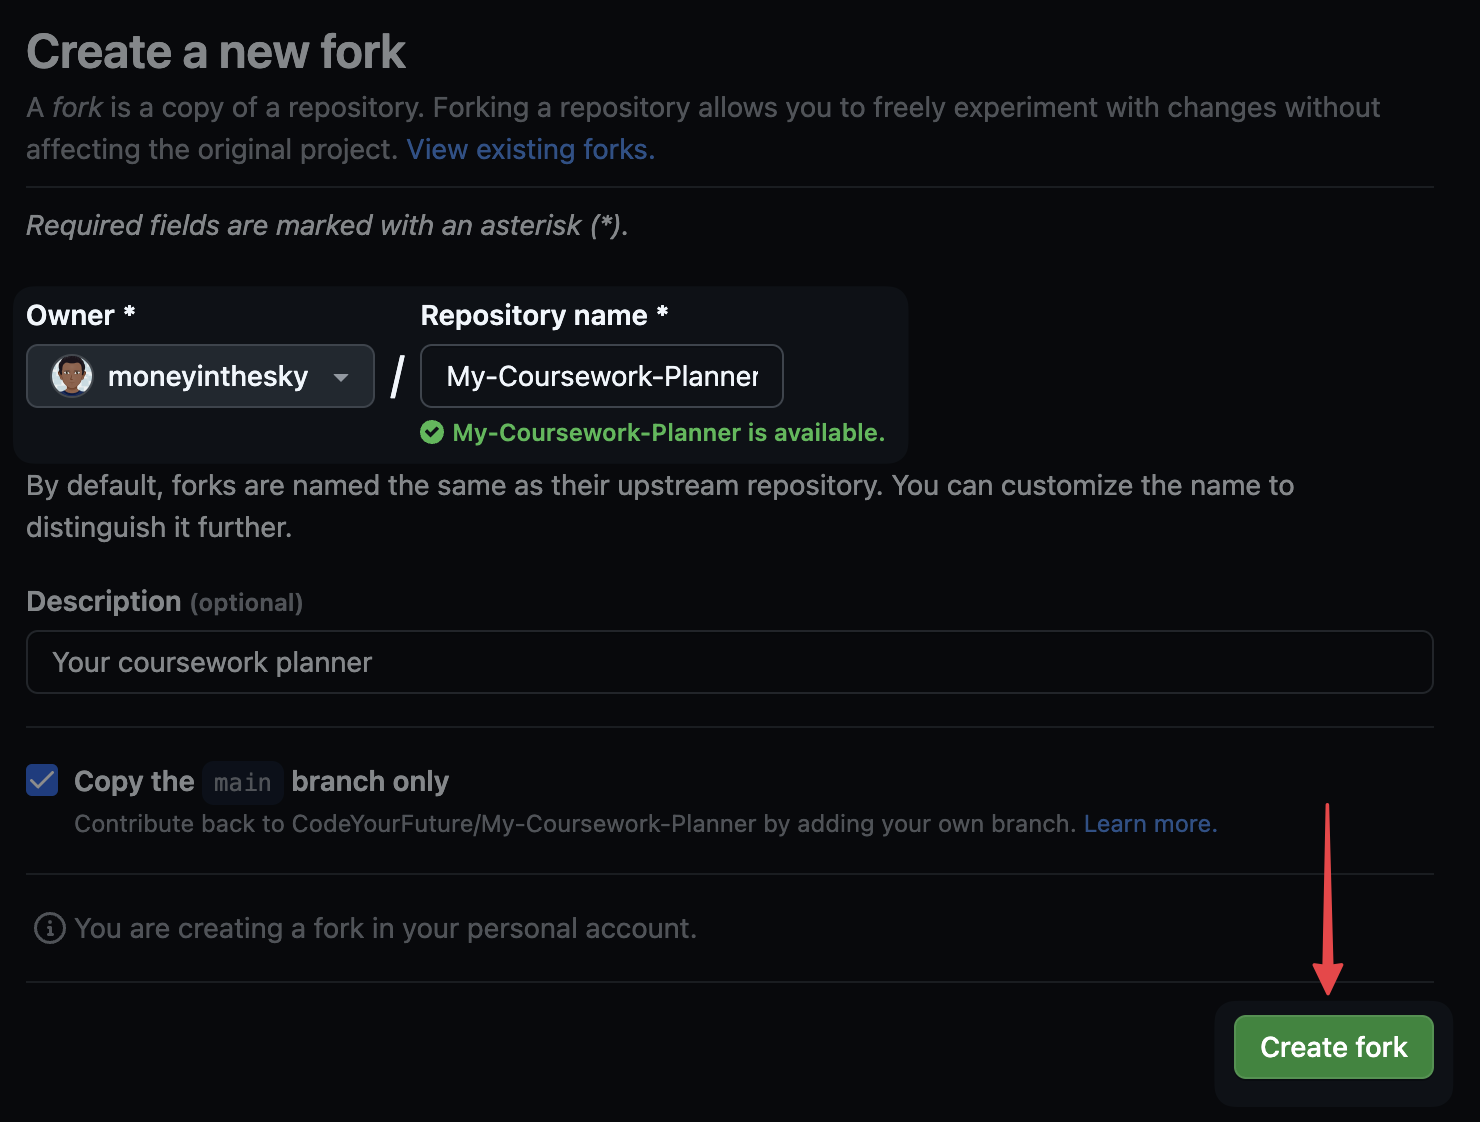 Create a new fork
A fork is a copy of a repository. Forking a repository allows you to freely experiment with changes without
affecting the original project. View existing forks.
Required fields are marked with an asterisk (*).
Owner * Repository name *
moneyinthesky / My-Coursework-Planner
My-Coursework-Planner is available.
By default, forks are named the same as their upstream repository. You can customize the name to
distinguish it further.
Description (optional)
Your coursework planner
Copy the main branch only
Contribute back to CodeYourFuture/My-Coursework-Planner by adding your own branch. Learn more.
You are creating a fork in your personal account.
Create fork